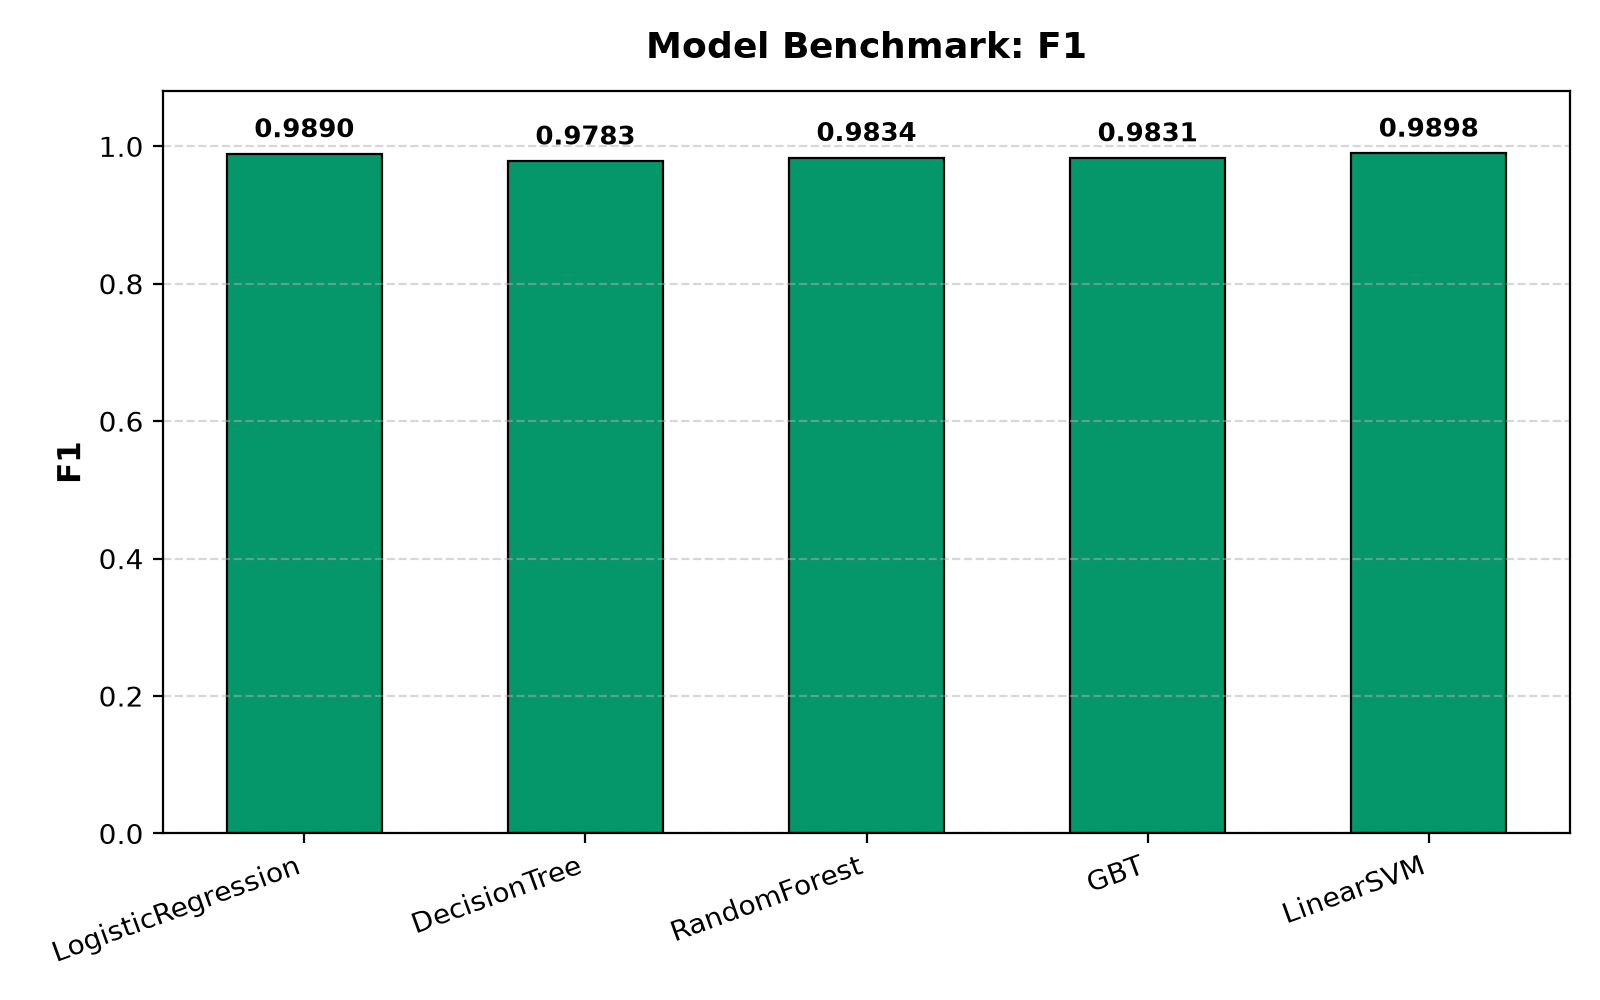 Model Benchmark: F1
0.9890
0.9783
0.9834
0.9831
0.9898
F1
1.0
0.8
0.6
0.4
0.2
0.0
LogisticRegression
DecisionTree
RandomForest
GBT
LinearSVM